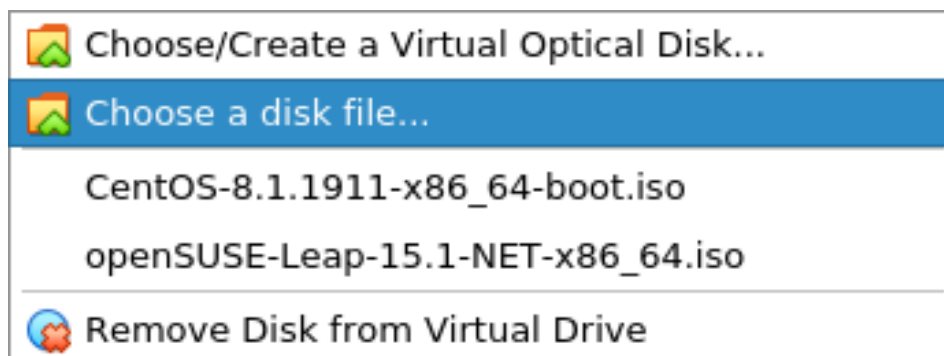 Choose/Create a Virtual Optical Disk...
Choose a disk file...
CentOS-8.1.1911-x86_64-boot.iso
openSUSE-Leap-15.1-NET-x86_64.iso
Remove Disk from Virtual Drive